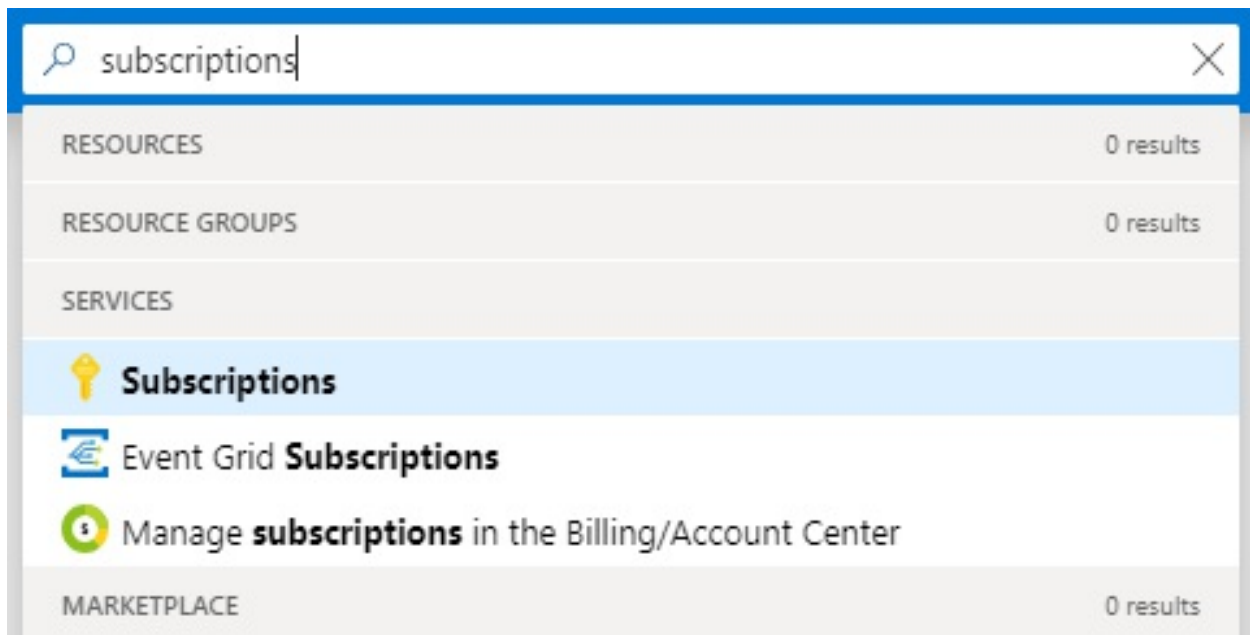 subscriptions
RESOURCES 0 results
RESOURCE GROUPS 0 results
SERVICES
Subscriptions
Event Grid Subscriptions
$ Manage subscriptions in the Billing/Account Center
MARKETPLACE 0 results